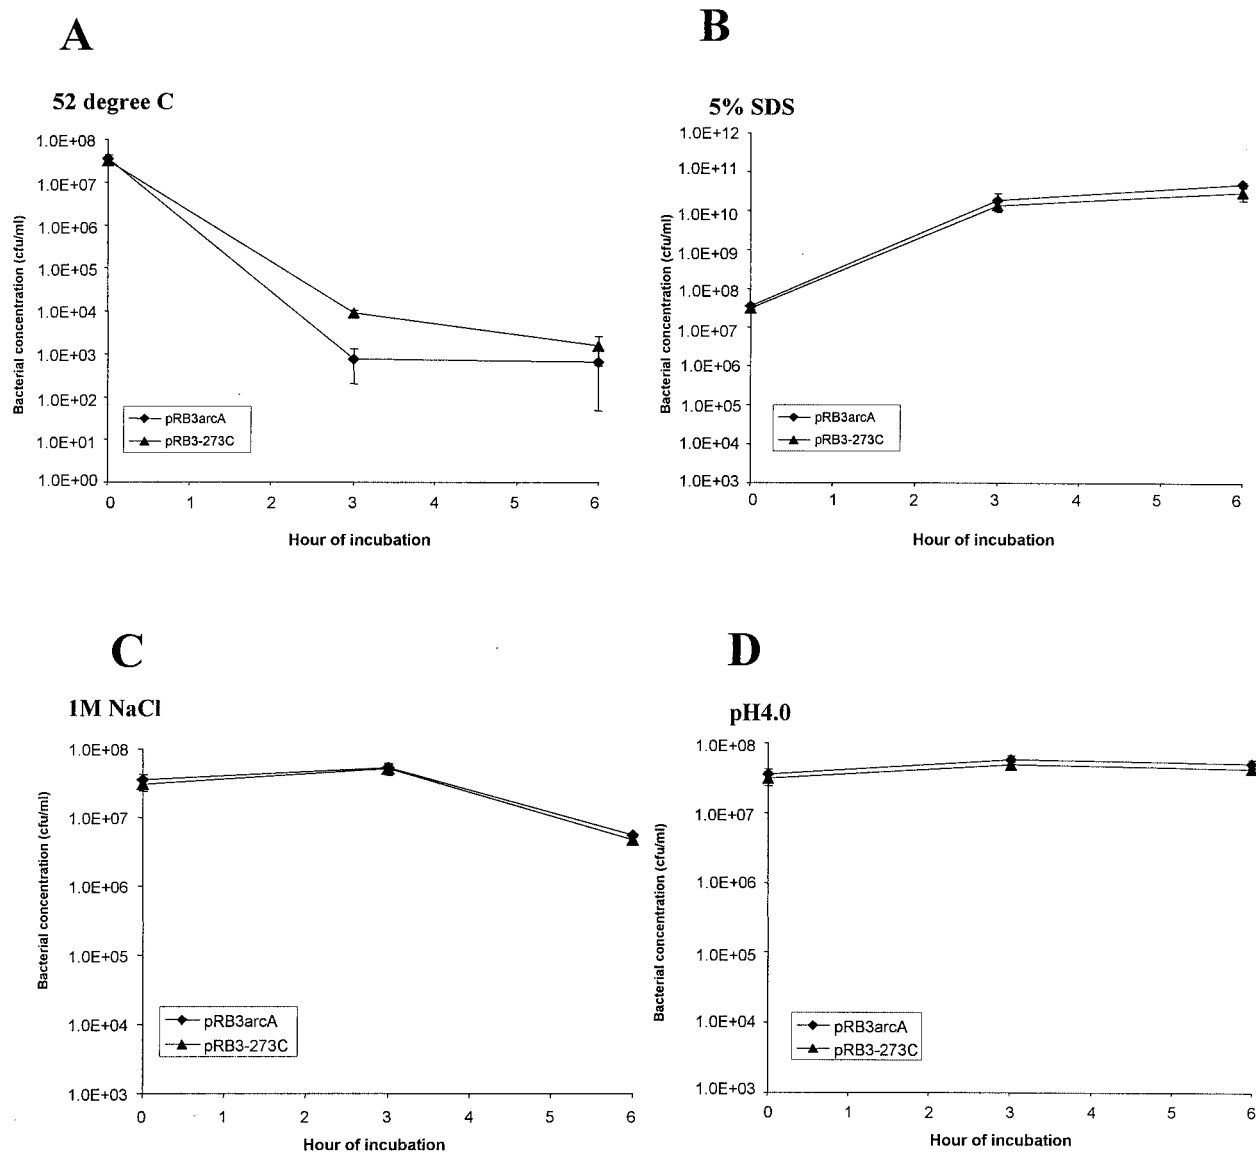 A
52 degree C
1.0E+08
1.0E+07
1.0E+06
1.0E+05
1.0E+04
1.0E+03
1.0E+02
1.0E+01
1.0E+00
Bacterial concentration (cfu/ml)
pRB3arcA
pRB3-273C
0 1 2 3 4 5 6
Hour of incubation
B
5% SDS
1.0E+12
1.0E+11
1.0E+10
1.0E+09
1.0E+08
1.0E+07
1.0E+06
1.0E+05
1.0E+04
1.0E+03
Bacterial concentration (cfu/ml)
pRB3arcA
pRB3-273C
0 1 2 3 4 5 6
Hour of incubation
C
1M NaCl
1.0E+08
1.0E+07
1.0E+06
1.0E+05
1.0E+04
1.0E+03
Bacterial concentration (cfu/ml)
pRB3arcA
pRB3-273C
0 1 2 3 4 5 6
Hour of incubation
D
pH4.0
1.0E+08
1.0E+07
1.0E+06
1.0E+05
1.0E+04
1.0E+03
Bacterial concentration (cfu/ml)
pRB3arcA
pRB3-273C
0 1 2 3 4 5 6
Hour of incubation